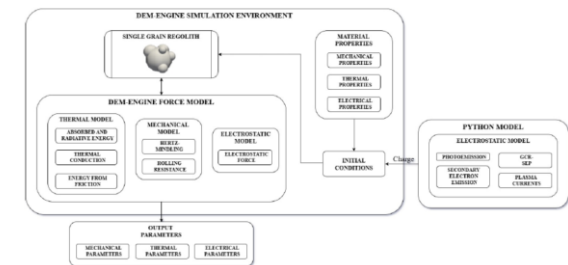 DEM-ENGINE SIMULATION ENVIRONMENT
SINGLE GRAIN REGOLITH
MATERIAL
PROPERTIES
MECHANICAL
PROPERTIES
THERMAL
PROPERTIES
ELECTRICAL
PROPERTIES
DEM-ENGINE FORCE MODEL
THERMAL MODEL
ABSORBED AND
RADIATIVE ENERGY
THERMAL
CONDUCTION
ENERGY FROM
FRICTION
MECHANICAL
MODEL
HERTZ-
MINDLING
ROLLING
RESISTANCE
ELECTROSTATIC
MODEL
ELECTROSTATIC
FORCE
INITIAL
CONDITIONS
Charge
PYTHON MODEL
ELECTROSTATIC MODEL
PHOTOEMISSION
GCR-
SEP
SECONDARY
ELECTRON
EMISSION
PLASMA
CURRENTS
OUTPUT
PARAMETERS
MECHANICAL
PARAMETERS
THERMAL
PARAMETERS
ELECTRICAL
PARAMETERS